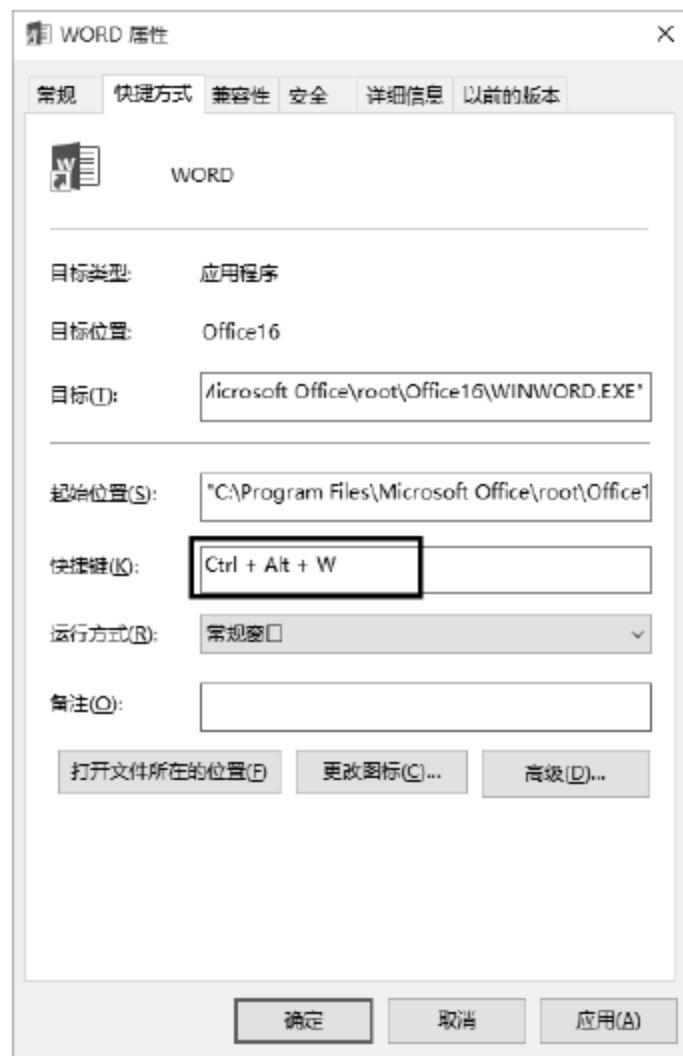 WORD 属性
常规 快捷方式 兼容性 安全 详细信息 以前的版本
WORD
目标类型: 应用程序
目标位置: Office16
目标(T): Microsoft Office\root\Office16\WINWORD.EXE"
起始位置(S): "C:\Program Files\Microsoft Office\root\Office1
快捷键(K): Ctrl + Alt + W
运行方式(R): 常规窗口
备注(O):
打开文件所在的位置(F) 更改图标(C)... 高级(D)...
确定 取消 应用(A)